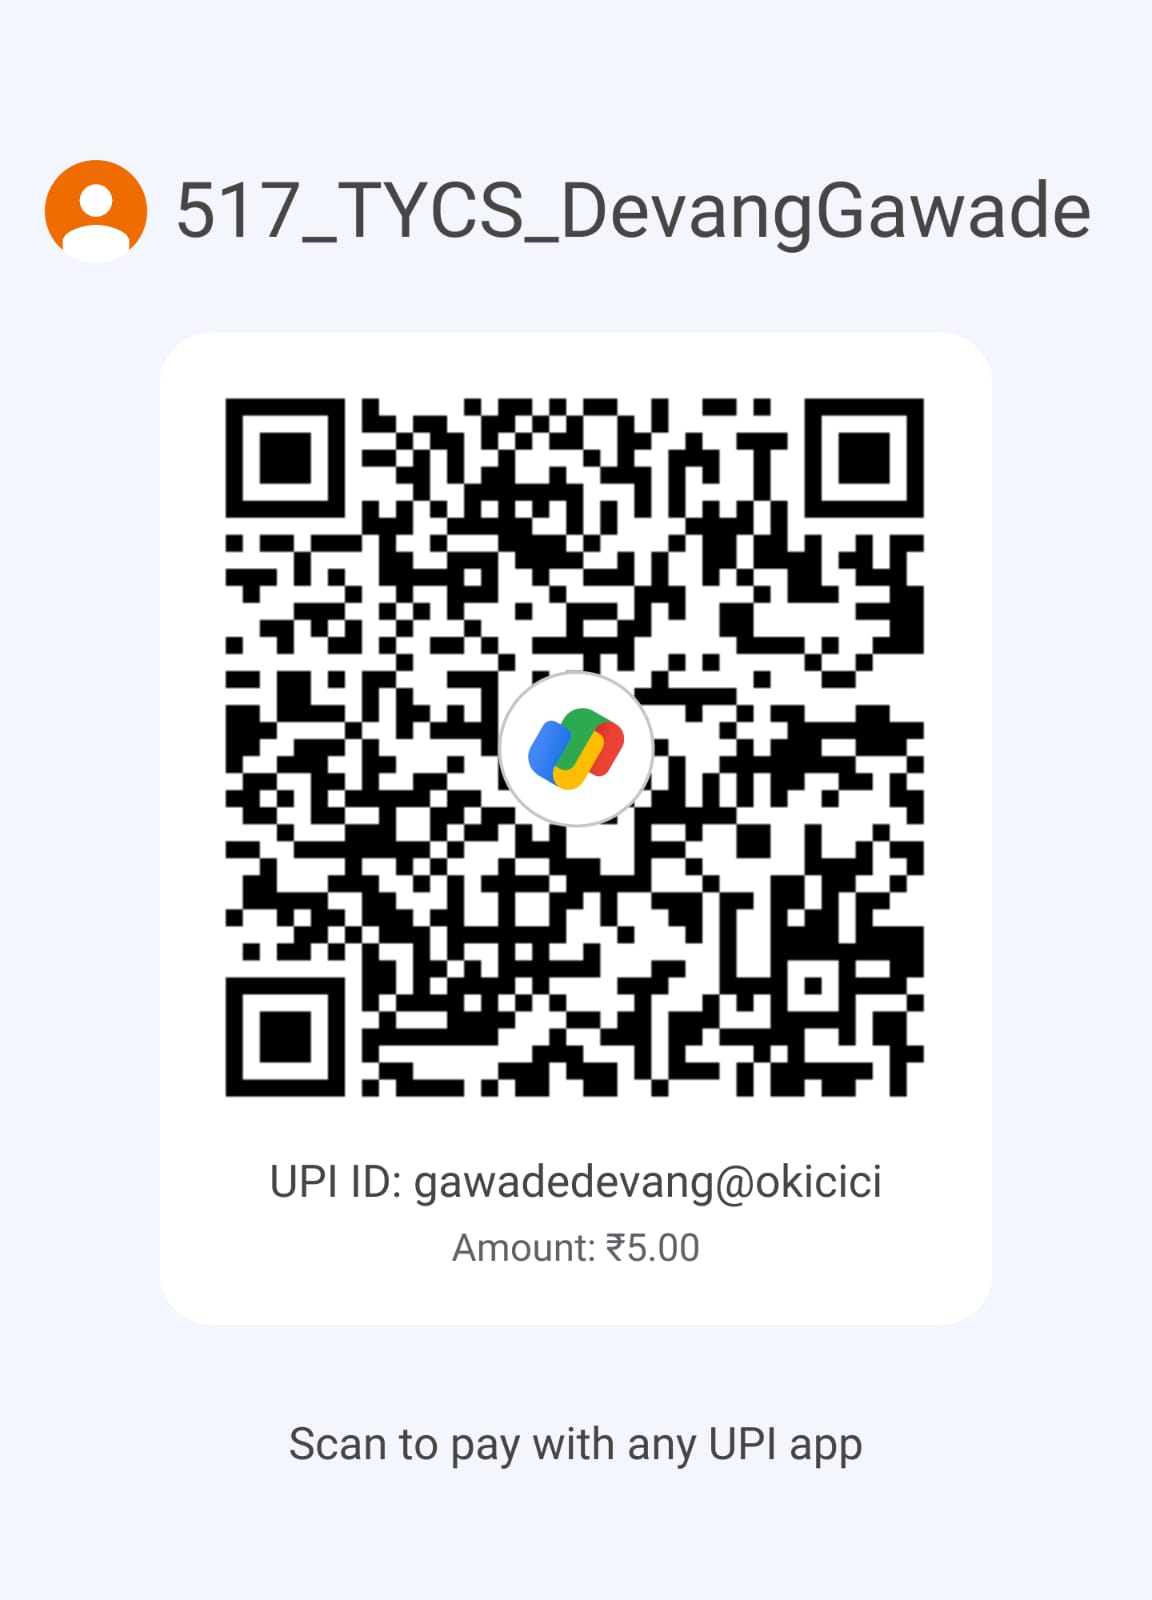 517_TYCS_DevangGawade
UPI ID: gawadedevang@okicici
Amount: ₹5.00
Scan to pay with any UPI app